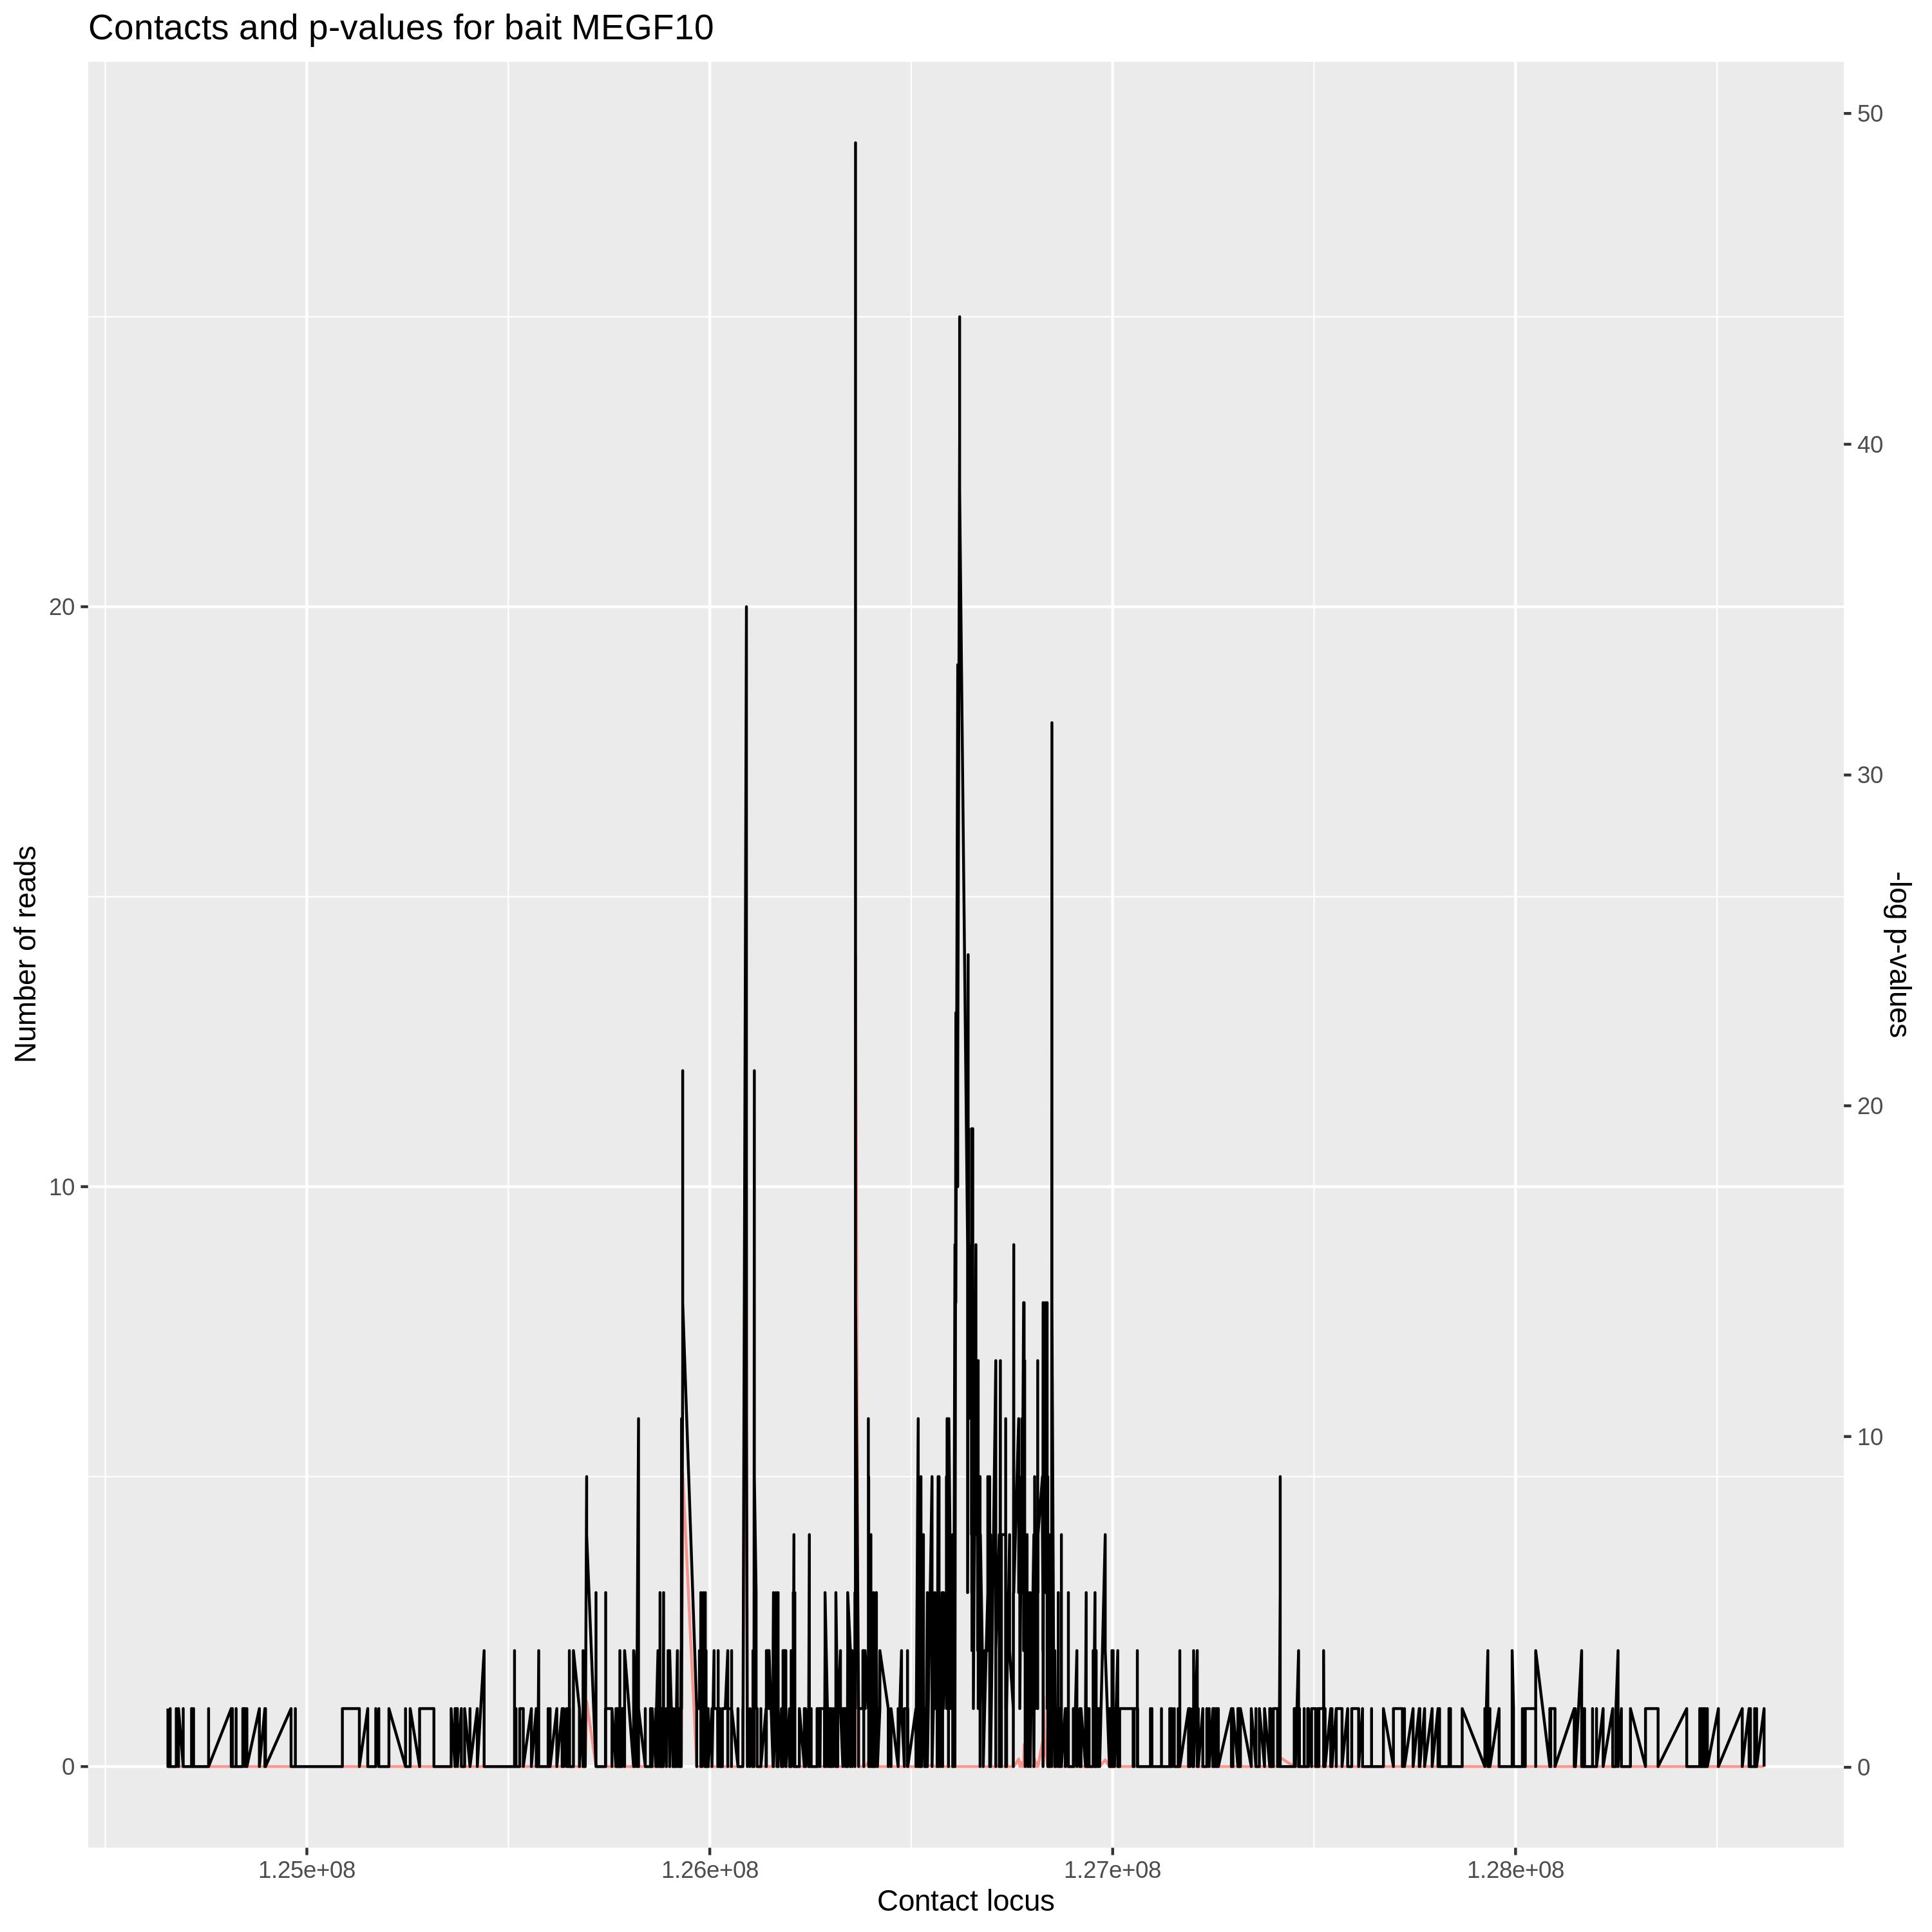 Contacts and p-values for bait MEGF10
Number of reads
20
10
0
50
40
30
20
10
0
-log p-values
1.25e+08
1.26e+08
1.27e+08
1.28e+08
Contact locus